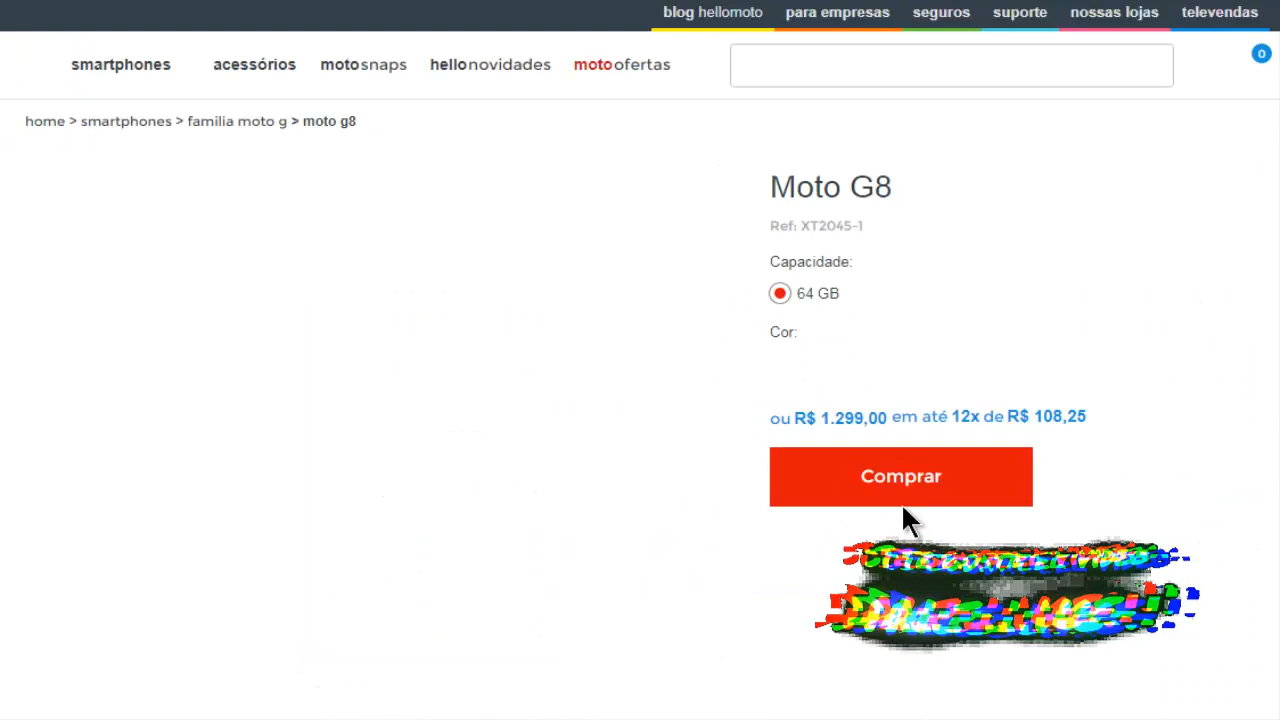 blog hellomoto para empresas seguros suporte nossas lojas televendas
smartphones acessórios motosnaps hellonovidades motoofertas 0
home > smartphones > familia moto g > moto g8
Moto G8
Ref: XT2045-1
Capacidade:
64 GB
Cor:
ou R$ 1.299,00 em até 12x de R$ 108,25
Comprar